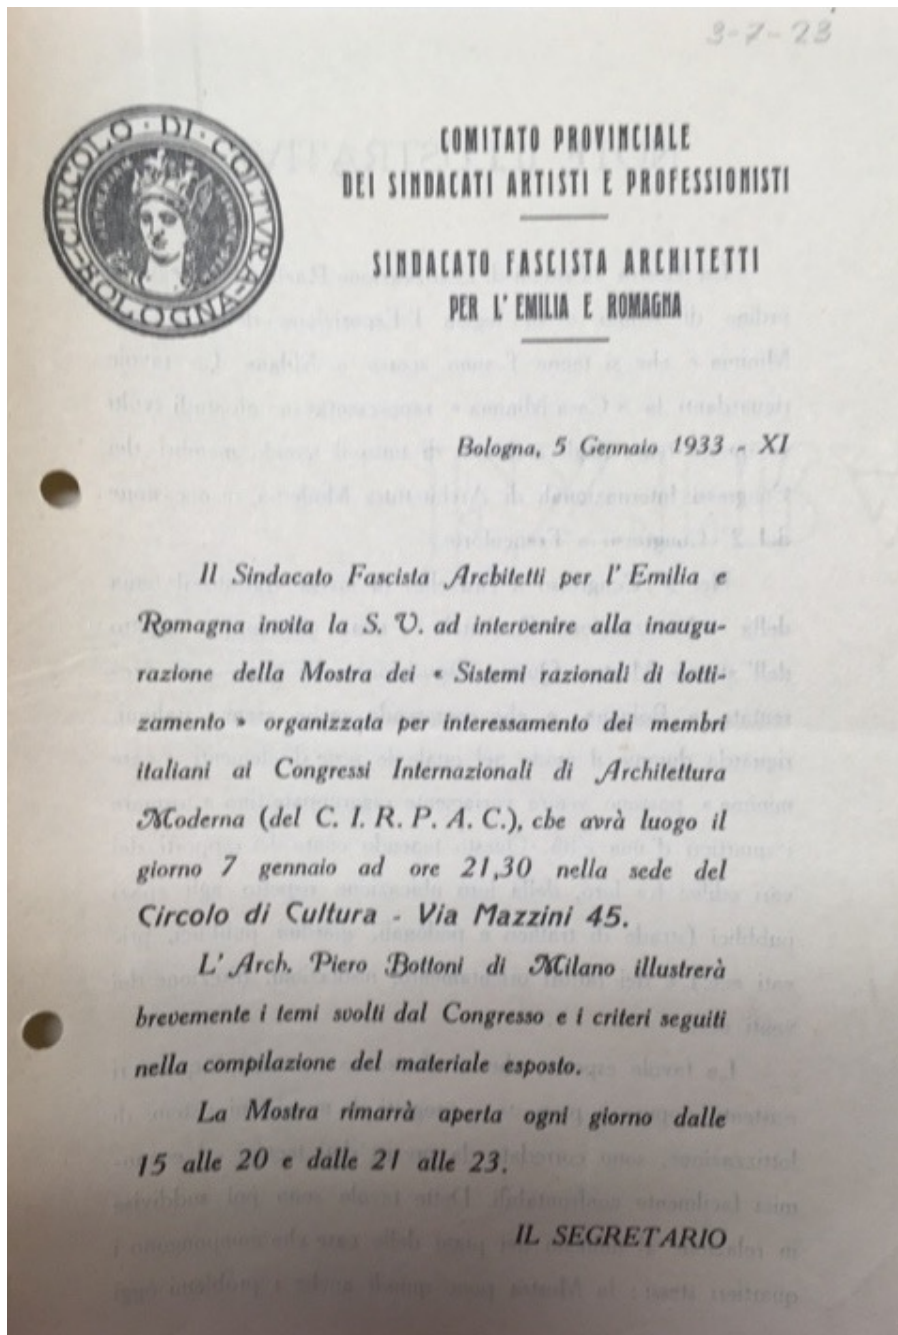 3-7-23
CIRCOLO · DI · COLTVRA - BOLOGNA -
COMITATO PROVINCIALE
DEI SINDACATI ARTISTI E PROFESSIONISTI
SINDACATO FASCISTA ARCHITETTI
PER L' EMILIA E ROMAGNA
Bologna, 5 Gennaio 1933 - XI
Il Sindacato Fascista Architetti per l' Emilia e
Romagna invita la S. V. ad intervenire alla inaugu-
razione della Mostra dei « Sistemi razionali di lotti-
zamento » organizzata per interessamento dei membri
italiani ai Congressi Internazionali di Architettura
Moderna (del C. I. R. P. A. C.), che avrà luogo il
giorno 7 gennaio ad ore 21,30 nella sede del
Circolo di Cultura - Via Mazzini 45.
L' Arch. Piero Bottoni di Milano illustrerà
brevemente i temi svolti dal Congresso e i criteri seguiti
nella compilazione del materiale esposto.
La Mostra rimarrà aperta ogni giorno dalle
15 alle 20 e dalle 21 alle 23.
IL SEGRETARIO